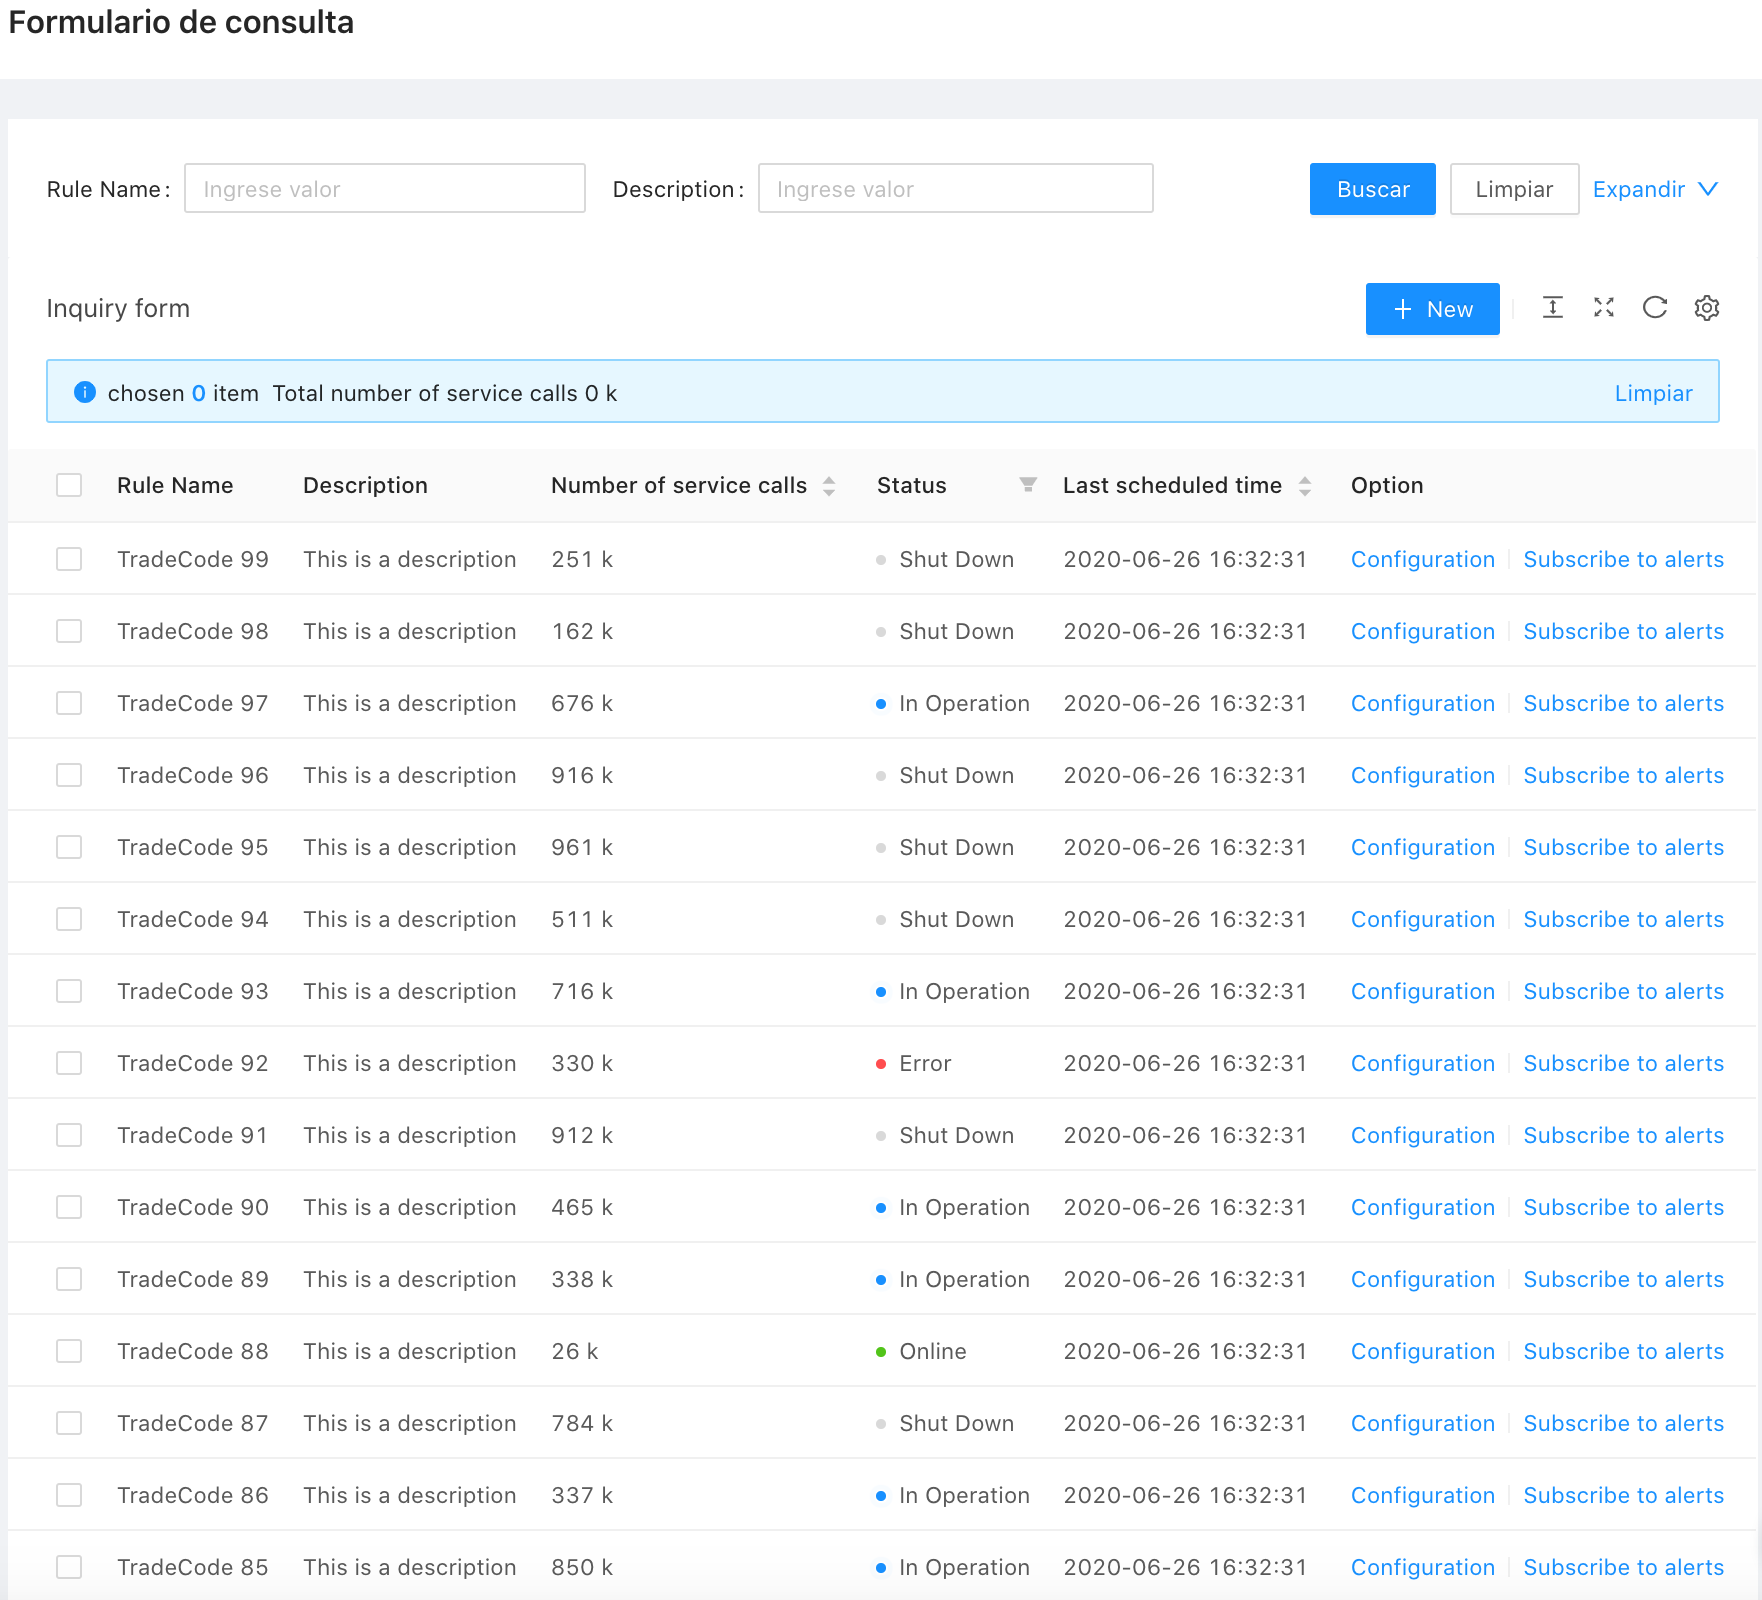 Formulario de consulta
Rule Name: Ingrese valor Description: Ingrese valor Buscar Limpiar Expandir
Inquiry form New
chosen 0 item Total number of service calls 0 k Limpiar
Rule Name Description Number of service calls Status Last scheduled time Option
TradeCode 99 This is a description 251 k Shut Down 2020-06-26 16:32:31 Configuration Subscribe to alerts
TradeCode 98 This is a description 162 k Shut Down 2020-06-26 16:32:31 Configuration Subscribe to alerts
TradeCode 97 This is a description 676 k In Operation 2020-06-26 16:32:31 Configuration Subscribe to alerts
TradeCode 96 This is a description 916 k Shut Down 2020-06-26 16:32:31 Configuration Subscribe to alerts
TradeCode 95 This is a description 961 k Shut Down 2020-06-26 16:32:31 Configuration Subscribe to alerts
TradeCode 94 This is a description 511 k Shut Down 2020-06-26 16:32:31 Configuration Subscribe to alerts
TradeCode 93 This is a description 716 k In Operation 2020-06-26 16:32:31 Configuration Subscribe to alerts
TradeCode 92 This is a description 330 k Error 2020-06-26 16:32:31 Configuration Subscribe to alerts
TradeCode 91 This is a description 912 k Shut Down 2020-06-26 16:32:31 Configuration Subscribe to alerts
TradeCode 90 This is a description 465 k In Operation 2020-06-26 16:32:31 Configuration Subscribe to alerts
TradeCode 89 This is a description 338 k In Operation 2020-06-26 16:32:31 Configuration Subscribe to alerts
TradeCode 88 This is a description 26 k Online 2020-06-26 16:32:31 Configuration Subscribe to alerts
TradeCode 87 This is a description 784 k Shut Down 2020-06-26 16:32:31 Configuration Subscribe to alerts
TradeCode 86 This is a description 337 k In Operation 2020-06-26 16:32:31 Configuration Subscribe to alerts
TradeCode 85 This is a description 850 k In Operation 2020-06-26 16:32:31 Configuration Subscribe to alerts